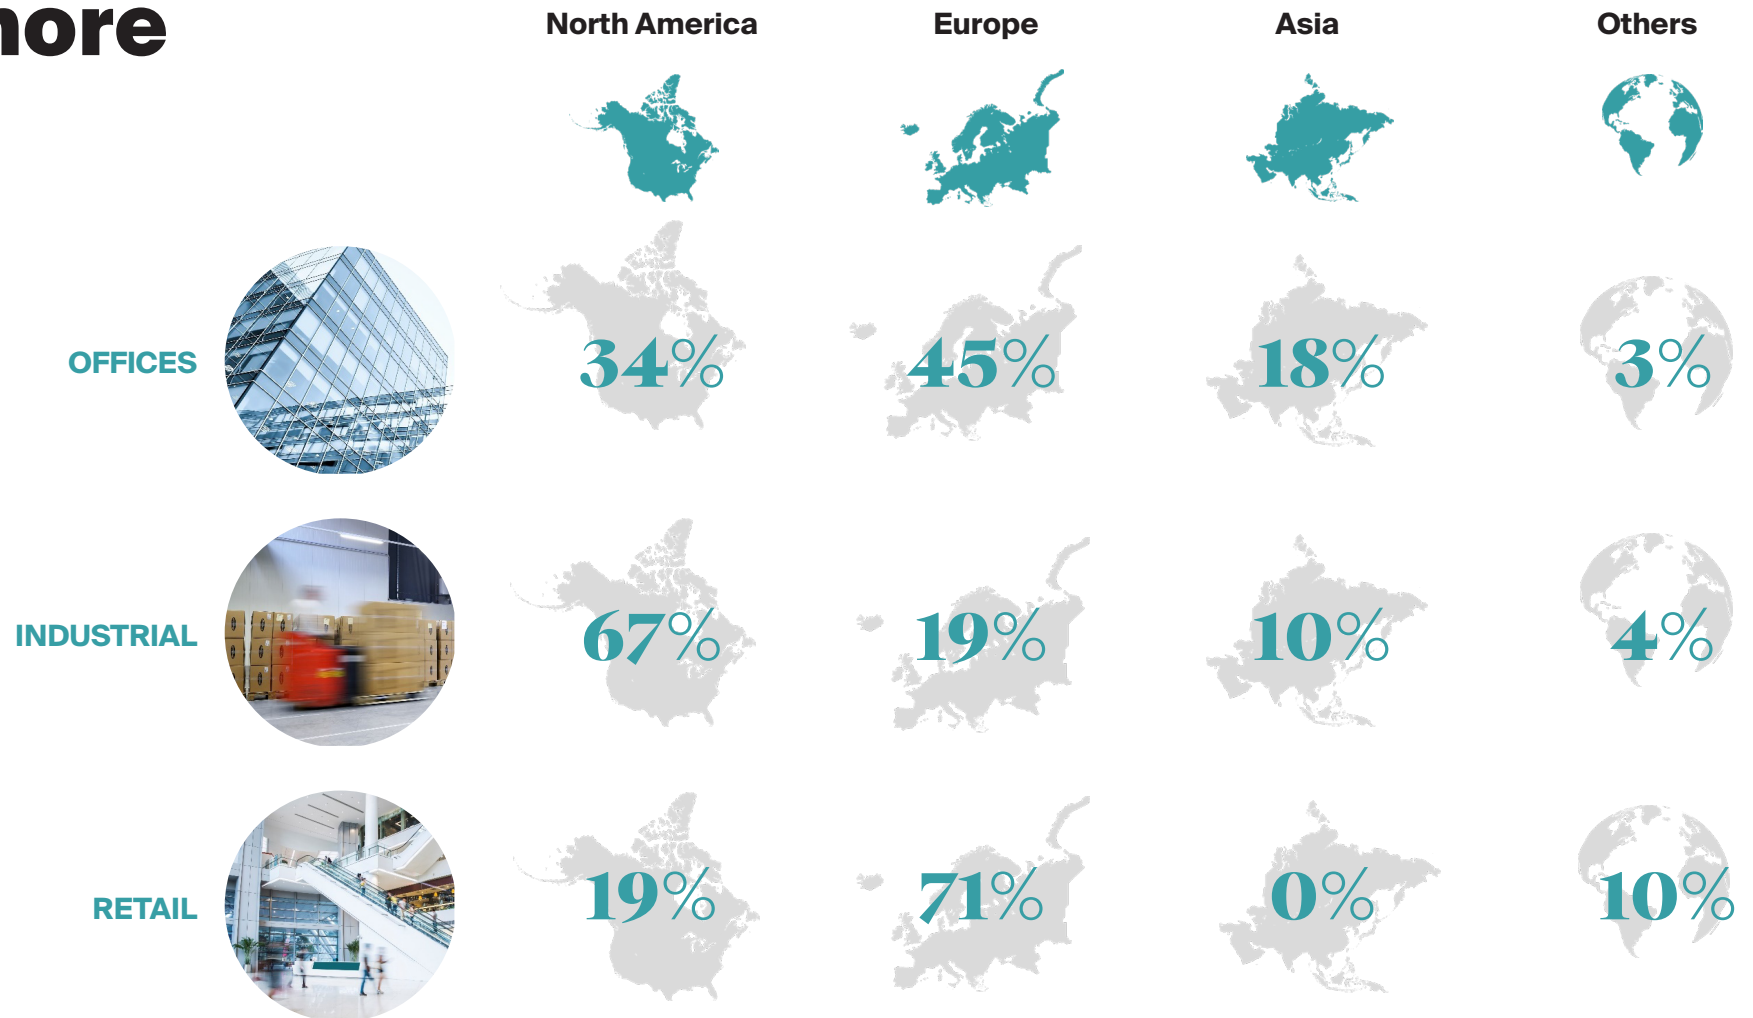 North America Europe Asia Others
OFFICES 34% 45% 18% 3%
INDUSTRIAL 67% 19% 10% 4%
RETAIL 19% 71% 0% 10%